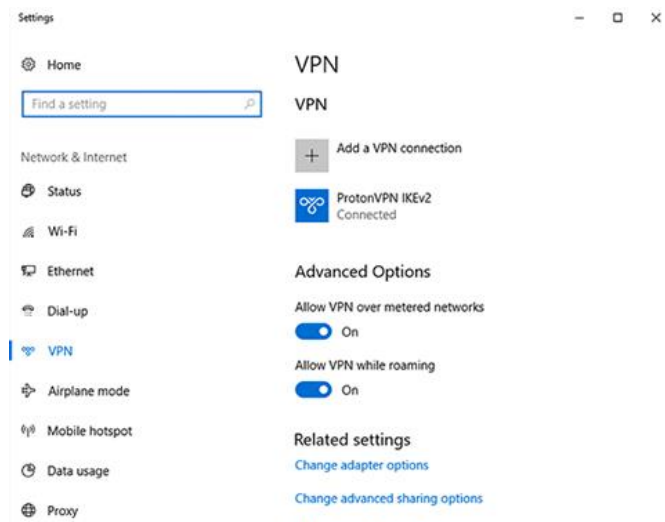 Settings
Home
Find a setting
Network & Internet
Status
Wi-Fi
Ethernet
Dial-up
VPN
Airplane mode
Mobile hotspot
Data usage
Proxy
VPN
VPN
Add a VPN connection
ProtonVPN IKEv2
Connected
Advanced Options
Allow VPN over metered networks
On
Allow VPN while roaming
On
Related settings
Change adapter options
Change advanced sharing options